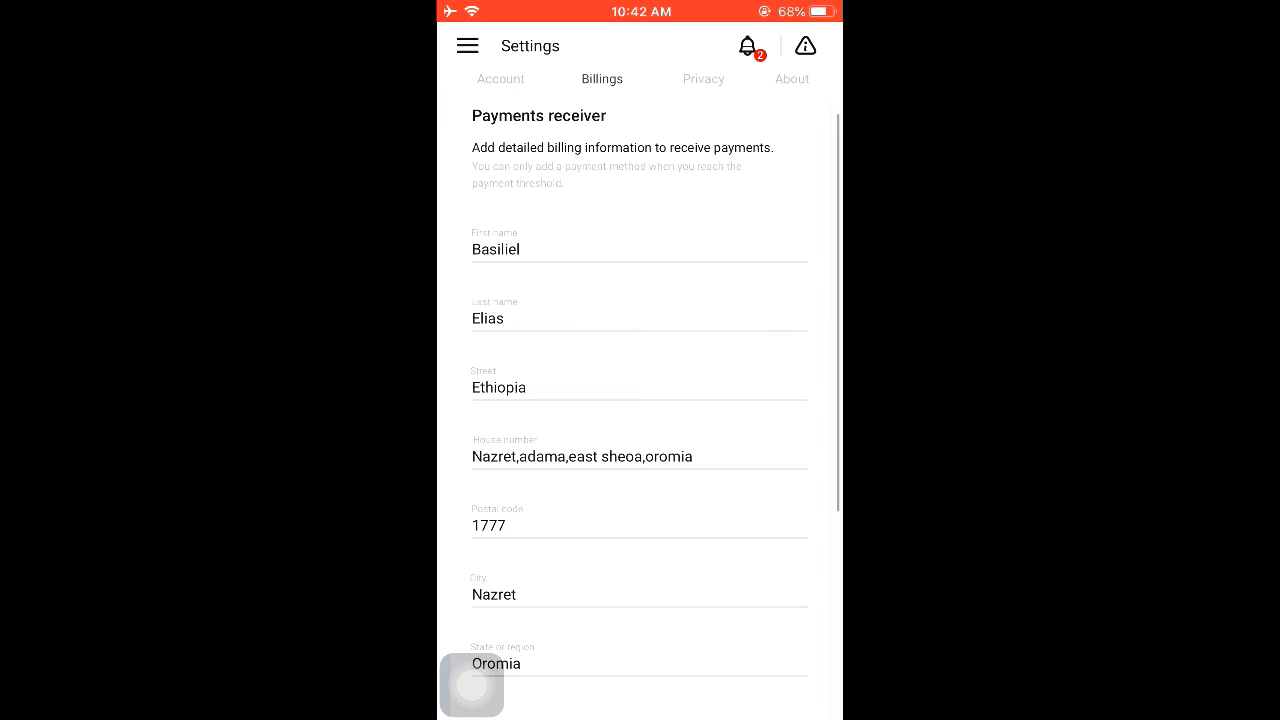 10:42 AM
68%
Settings
2
Account
Billings
Privacy
About
Payments receiver
Add detailed billing information to receive payments.
You can only add a payment method when you reach the
payment threshold.
First name
Basiliel
Last name
Elias
Street
Ethiopia
House number
Nazret,adama,east sheoa,oromia
Postal code
1777
City
Nazret
State or region
Oromia